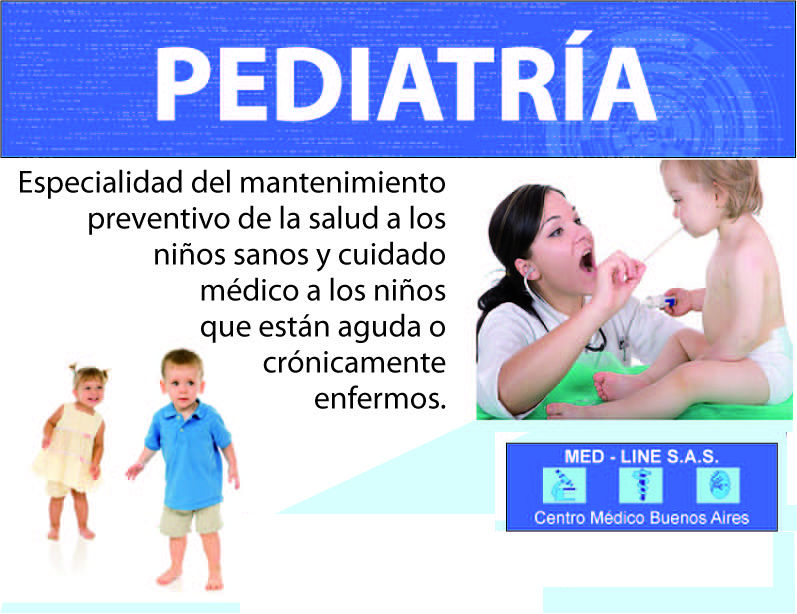 PEDIATRÍA
Especialidad del mantenimiento
preventivo de la salud a los
niños sanos y cuidado
médico a los niños
que están aguda o
crónicamente
enfermos.
MED - LINE S.A.S.
Centro Médico Buenos Aires